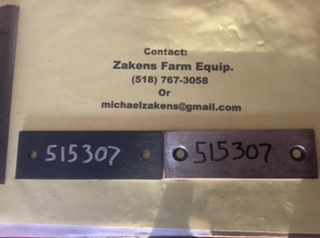 Contact:
Zakens Farm Equip.
(518) 767-3058
Or
michaelzakens@gmail.com
515307
515307